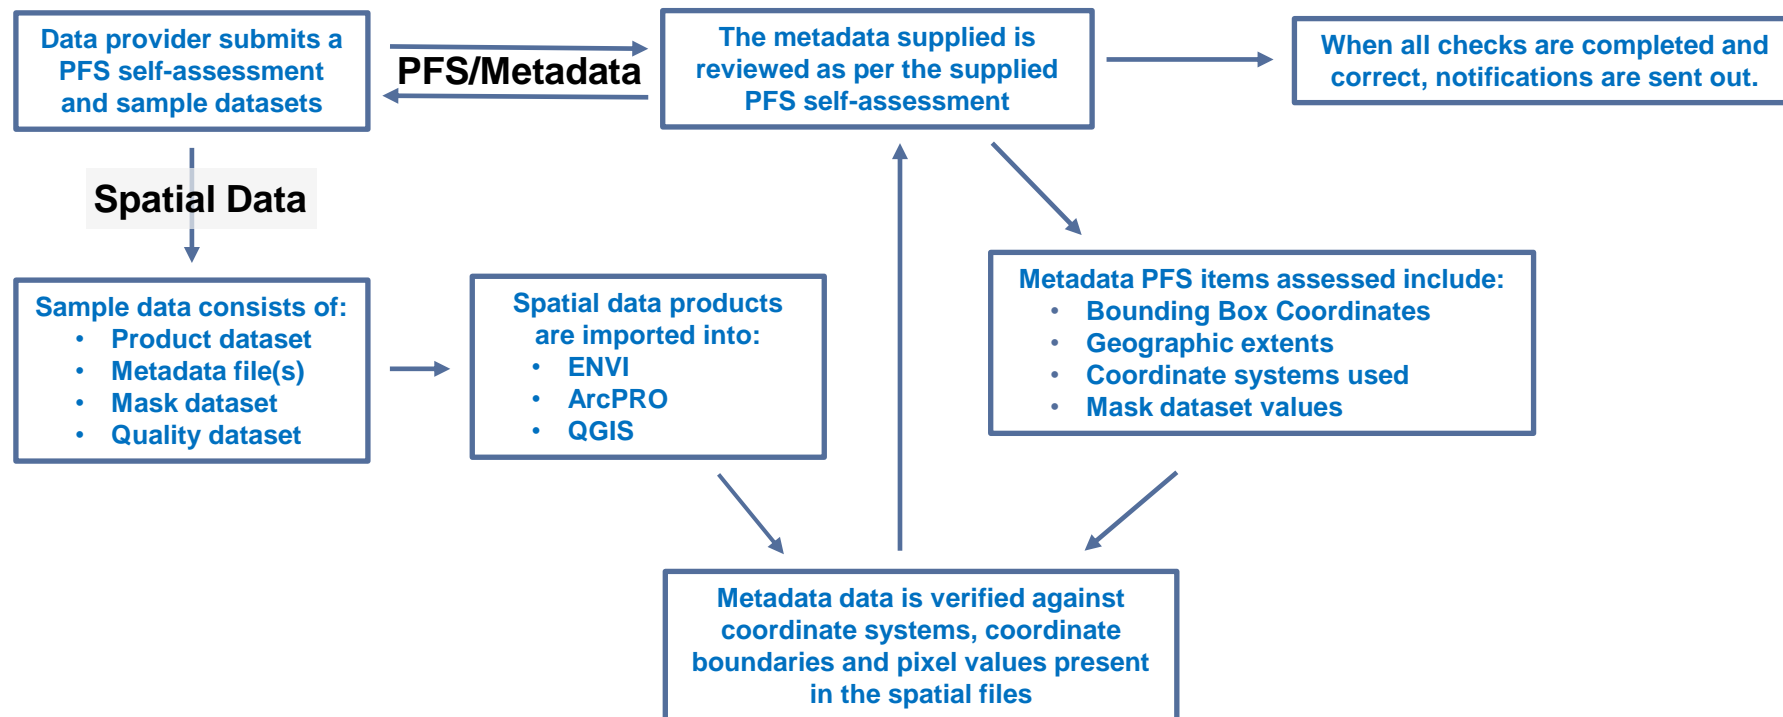 Data provider submits a
PFS self-assessment
and sample datasets
PFS/Metadata
The metadata supplied is
reviewed as per the supplied
PFS self-assessment
When all checks are completed and
correct, notifications are sent out.
Spatial Data
Sample data consists of:
• Product dataset
• Metadata file(s)
• Mask dataset
• Quality dataset
Spatial data products
are imported into:
• ENVI
• ArcPRO
• QGIS
Metadata PFS items assessed include:
• Bounding Box Coordinates
• Geographic extents
• Coordinate systems used
• Mask dataset values
Metadata data is verified against
coordinate systems, coordinate
boundaries and pixel values present
in the spatial files